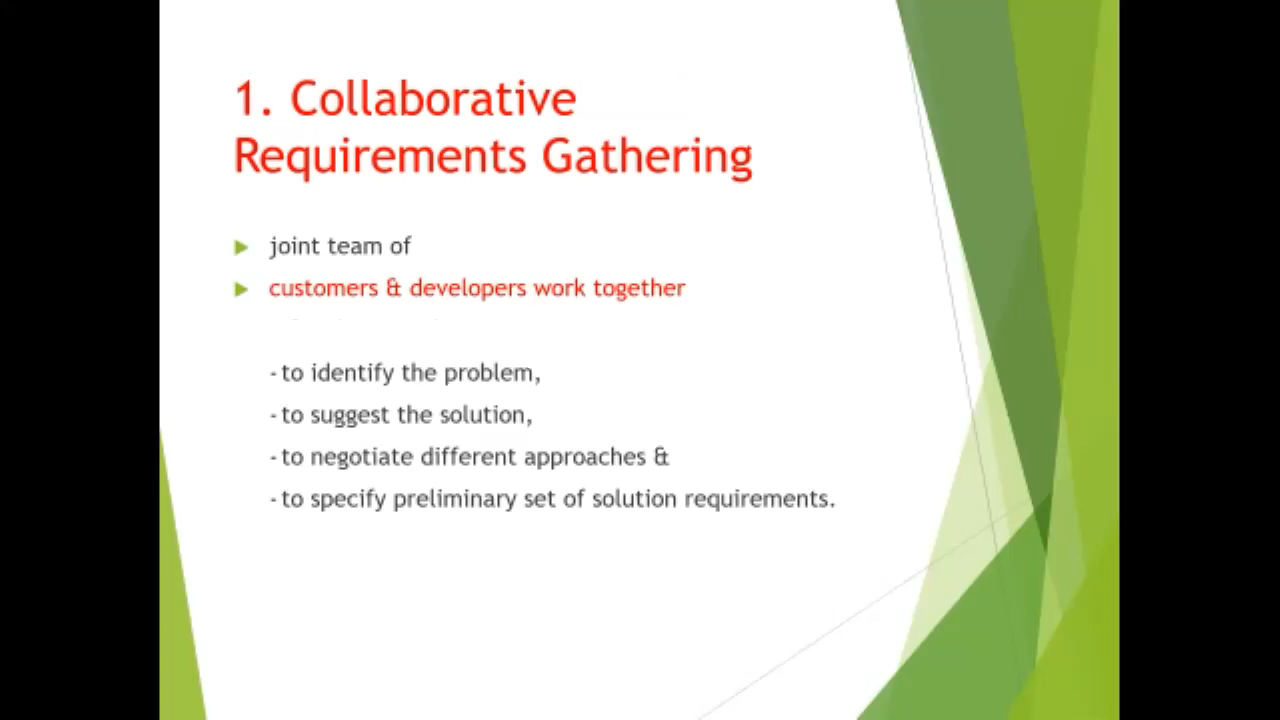 1. Collaborative
Requirements Gathering
joint team of
customers & developers work together
- to identify the problem,
- to suggest the solution,
- to negotiate different approaches &
- to specify preliminary set of solution requirements.